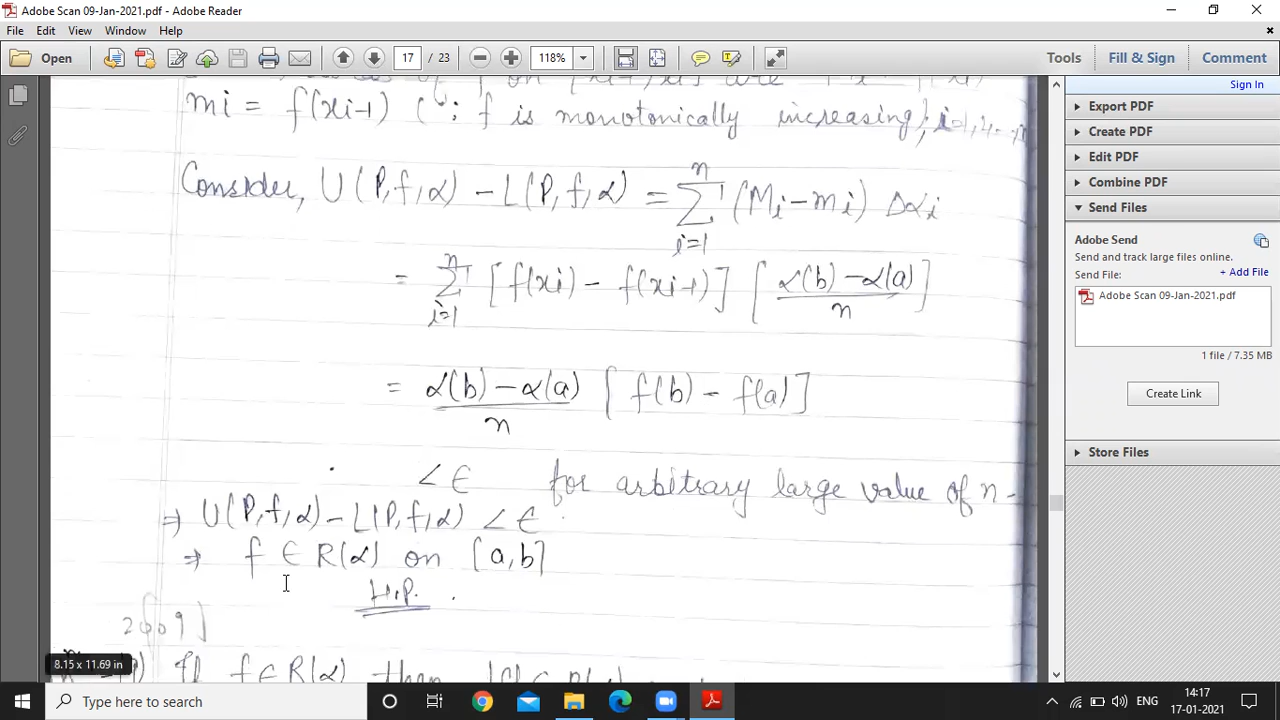 Adobe Scan 09-Jan-2021.pdf - Adobe Reader
File Edit View Window Help
Open 17 / 23 118% Tools Fill & Sign Comment
Sign In
Export PDF
Create PDF
Edit PDF
Combine PDF
Send Files
Adobe Send
Send and track large files online.
Send File: + Add File
Adobe Scan 09-Jan-2021.pdf
1 file / 7.35 MB
Create Link
Store Files
mi = f(xi-1) (∵ f is monotonically increasing)
Consider, U(P,f,α) - L(P,f,α) = n∑i=1 (Mi-mi) Δαi
= n∑i=1 [f(xi) - f(xi-1)] [α(b)-α(a)/n]
= α(b)-α(a)/n [f(b) - f(a)]
< ∈ for arbitrary large value of n.
⇒ U(P,f,α) - L(P,f,α) < ∈
⇒ f ∈ R(α) on [a,b]
H.P.
2009]
If f∈R(α) then
8.15 x 11.69 in
Type here to search
ENG
14:17
17-01-2021